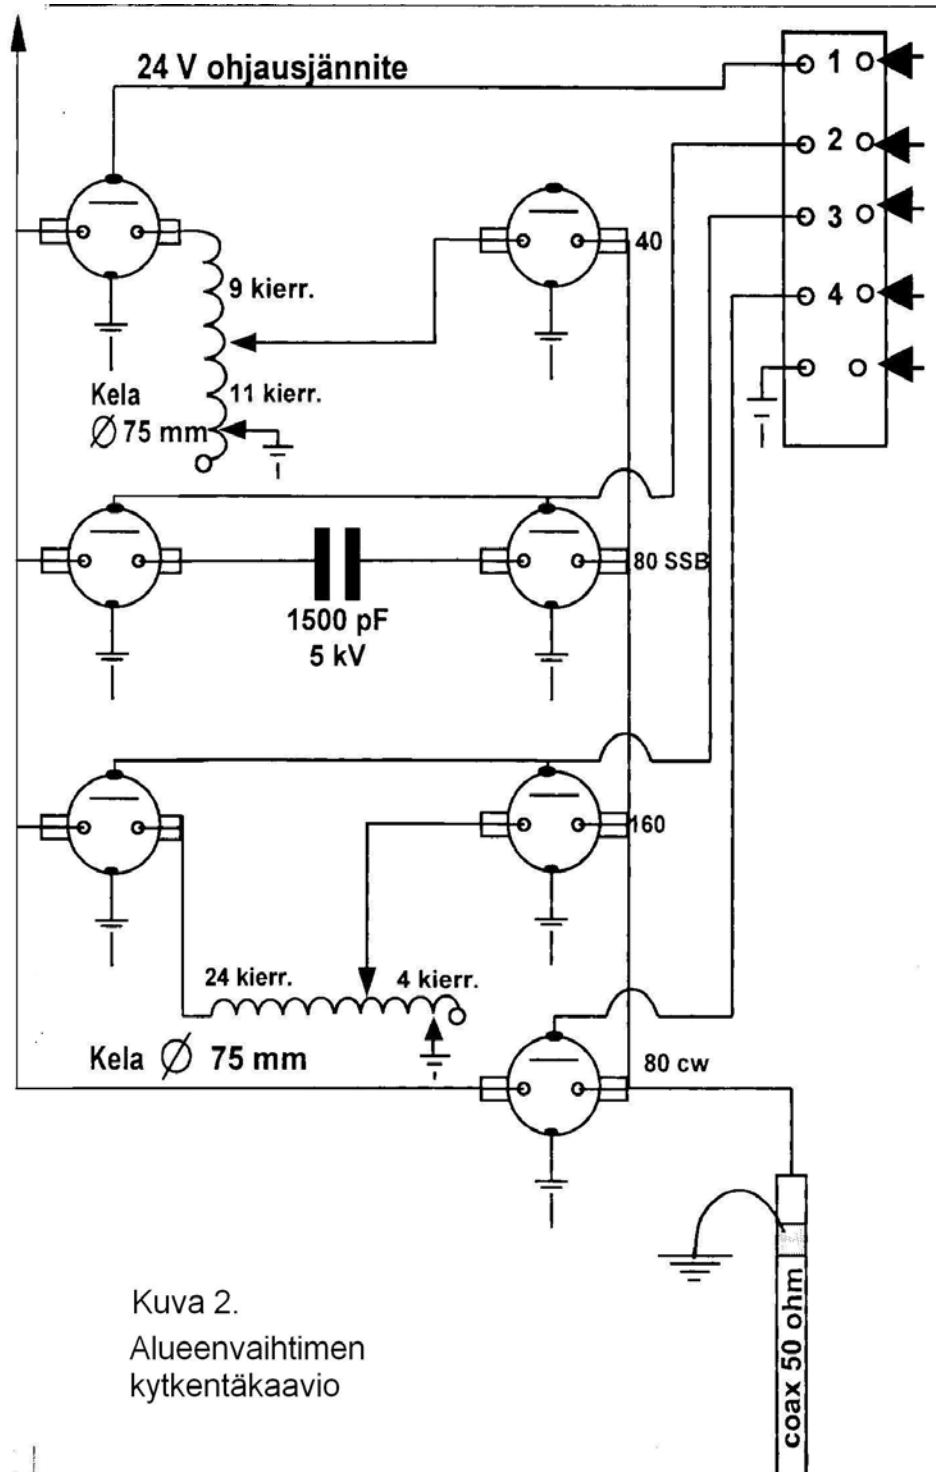 24 V ohjausjännite
1
2
3
4
40
9 kierr.
11 kierr.
Kela
Ø 75 mm
80 SSB
1500 pF
5 kV
160
24 kierr.
4 kierr.
Kela Ø 75 mm
80 cw
coax 50 ohm
Kuva 2.
Alueenvaihtimen
kytkentäkaavio